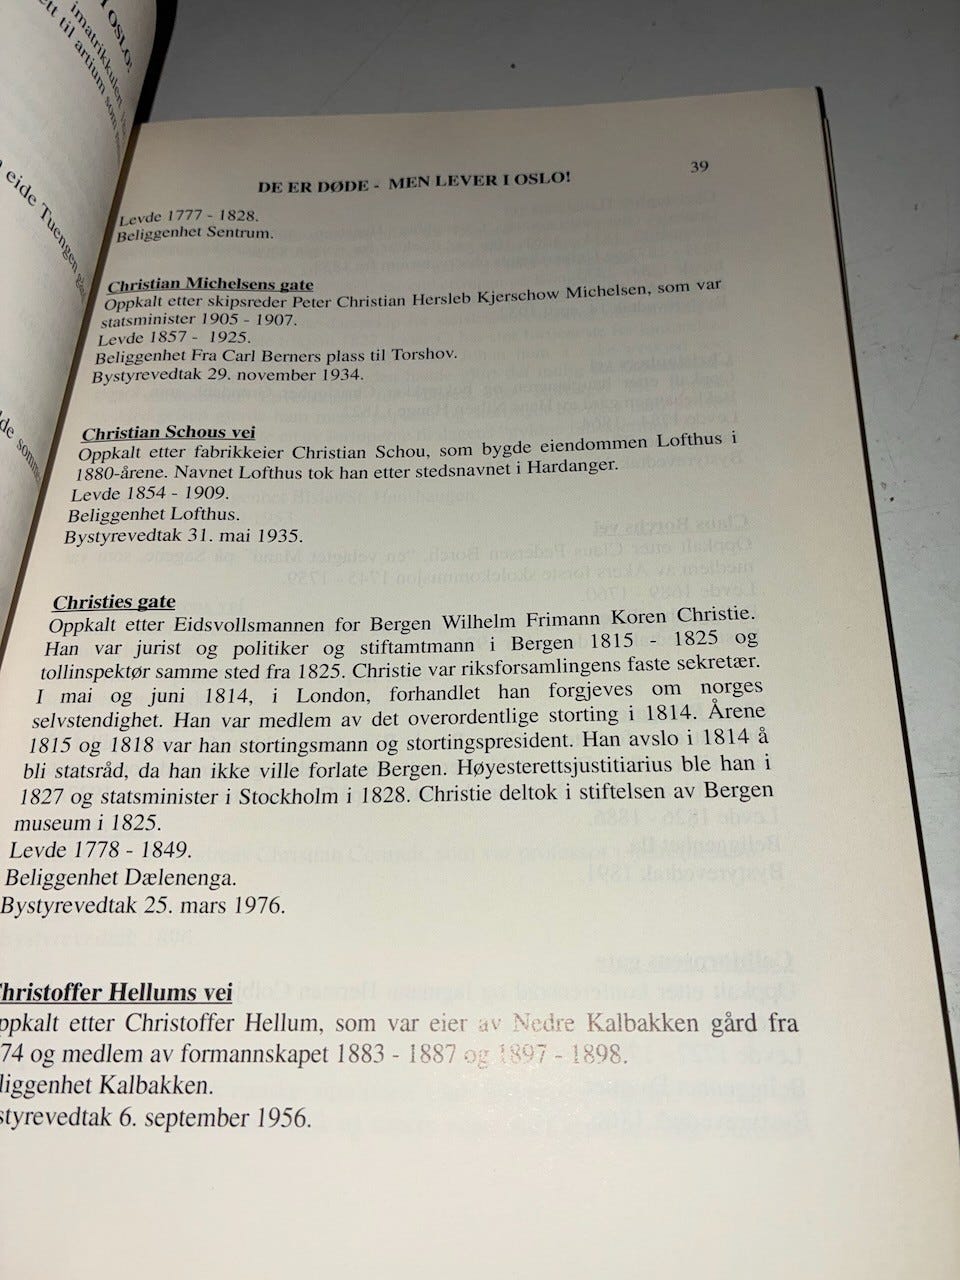 I OSLO!
imatrikulert
ett til artium som
eide Tuengen
39
DE ER DØDE - MEN LEVER I OSLO!
Levde 1777 - 1828.
Beliggenhet Sentrum.
Christian Michelsens gate
Oppkalt etter skipsreder Peter Christian Hersleb Kjerschow Michelsen, som var
statsminister 1905 - 1907.
Levde 1857 - 1925.
Beliggenhet Fra Carl Berners plass til Torshov.
Bystyrevedtak 29. november 1934.
Christian Schous vei
Oppkalt etter fabrikkeier Christian Schou, som bygde eiendommen Lofthus i
1880-årene. Navnet Lofthus tok han etter stedsnavnet i Hardanger.
Levde 1854 - 1909.
Beliggenhet Lofthus.
Bystyrevedtak 31. mai 1935.
Christies gate
Oppkalt etter Eidsvollsmannen for Bergen Wilhelm Frimann Koren Christie.
Han var jurist og politiker og stiftamtmann i Bergen 1815 - 1825 og
tollinspektør samme sted fra 1825. Christie var riksforsamlingens faste sekretær.
I mai og juni 1814, i London, forhandlet han forgjeves om norges
selvstendighet. Han var medlem av det overordentlige storting i 1814. Årene
1815 og 1818 var han stortingsmann og stortingspresident. Han avslo i 1814 å
bli statsråd, da han ikke ville forlate Bergen. Høyesterettsjustitiarius ble han i
1827 og statsminister i Stockholm i 1828. Christie deltok i stiftelsen av Bergen
museum i 1825.
Levde 1778 - 1849.
Beliggenhet Dælenenga.
Bystyrevedtak 25. mars 1976.
hristoffer Hellums vei
ppkalt etter Christoffer Hellum, som var eier av Nedre Kalbakken gård fra
74 og medlem av formannskapet 1883 - 1887 og 1897 - 1898.
liggenhet Kalbakken.
styrevedtak 6. september 1956.